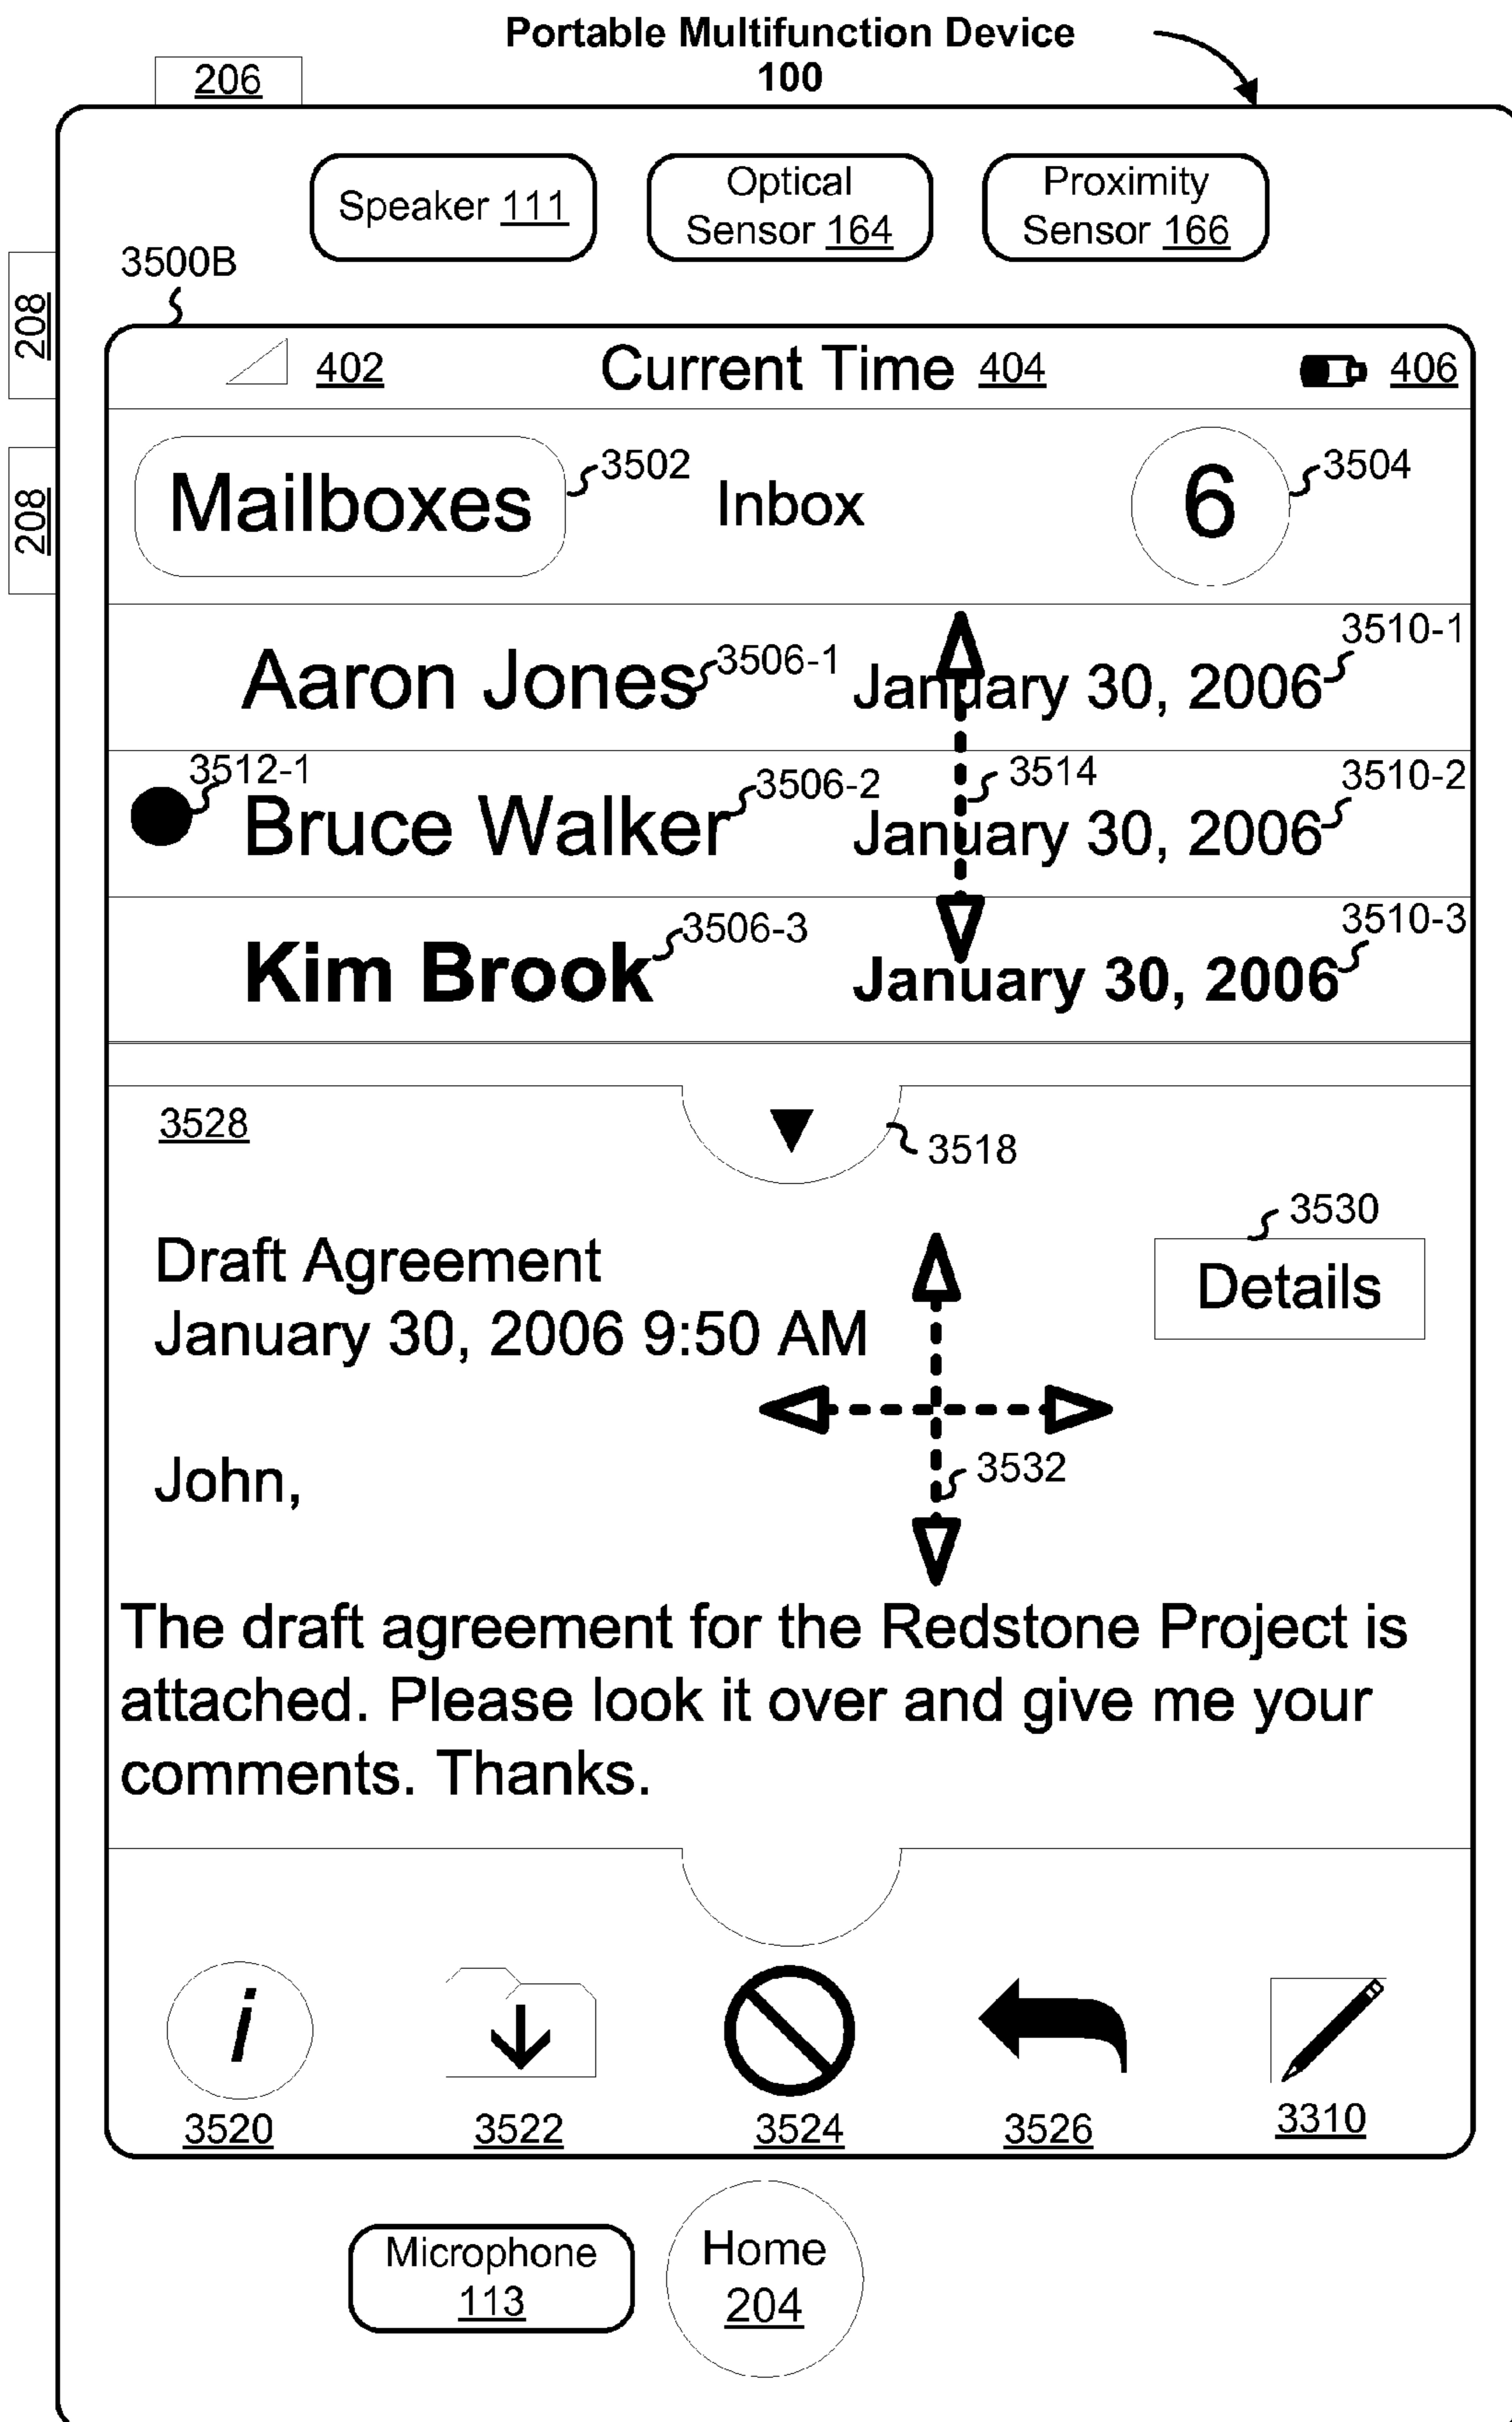 Portable Multifunction Device
100
206
Speaker 111
Optical
Sensor 164
Proximity
Sensor 166
3500B
208
208
402 Current Time 404 406
Mailboxes 3502 Inbox 6 3504
Aaron Jones 3506-1 January 30, 2006 3510-1
3512-1 Bruce Walker 3506-2 January 30, 2006 3514 3510-2
Kim Brook 3506-3 January 30, 2006 3510-3
3528 3518
3530
Draft Agreement Details
January 30, 2006 9:50 AM
John, 3532
The draft agreement for the Redstone Project is
attached. Please look it over and give me your
comments. Thanks.
i
3520 3522 3524 3526 3310
Microphone
113
Home
204